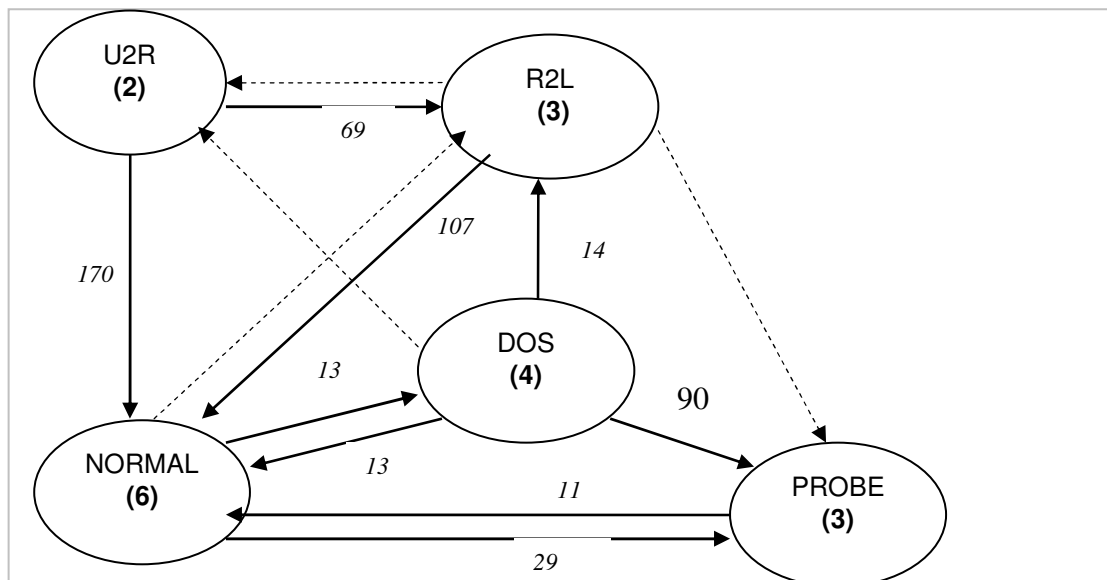 U2R
(2)
R2L
(3)
69
107
14
170
DOS
(4)
13
90
NORMAL
(6)
13
11
PROBE
(3)
29